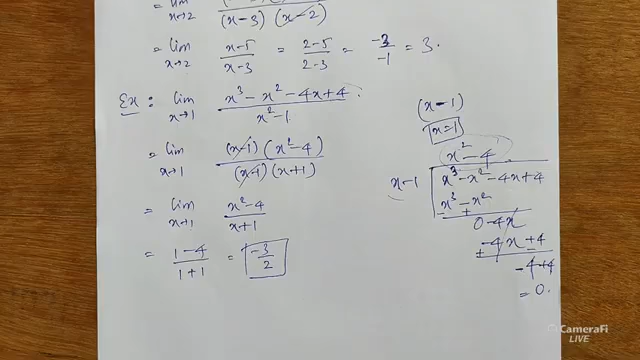 = lim x→2 (x-3) (x-2)
= lim x→2 x-5 / x-3 = 2-5 / 2-3 = -3 / -1 = 3.
Ex: lim x→1 x³ - x² - 4x + 4 / x² - 1
= lim x→1 (x-1) (x² - 4) / (x-1) (x+1)
= lim x→1 x² - 4 / x + 1
= 1 - 4 / 1 + 1 = -3 / 2
(x - 1)
x = 1
x² - 4
x-1 x³ - x² - 4x + 4
x³ - x²
- +
0 - 4x
-4x + 4
+ -
-4+4
= 0.
CameraFi
LIVE